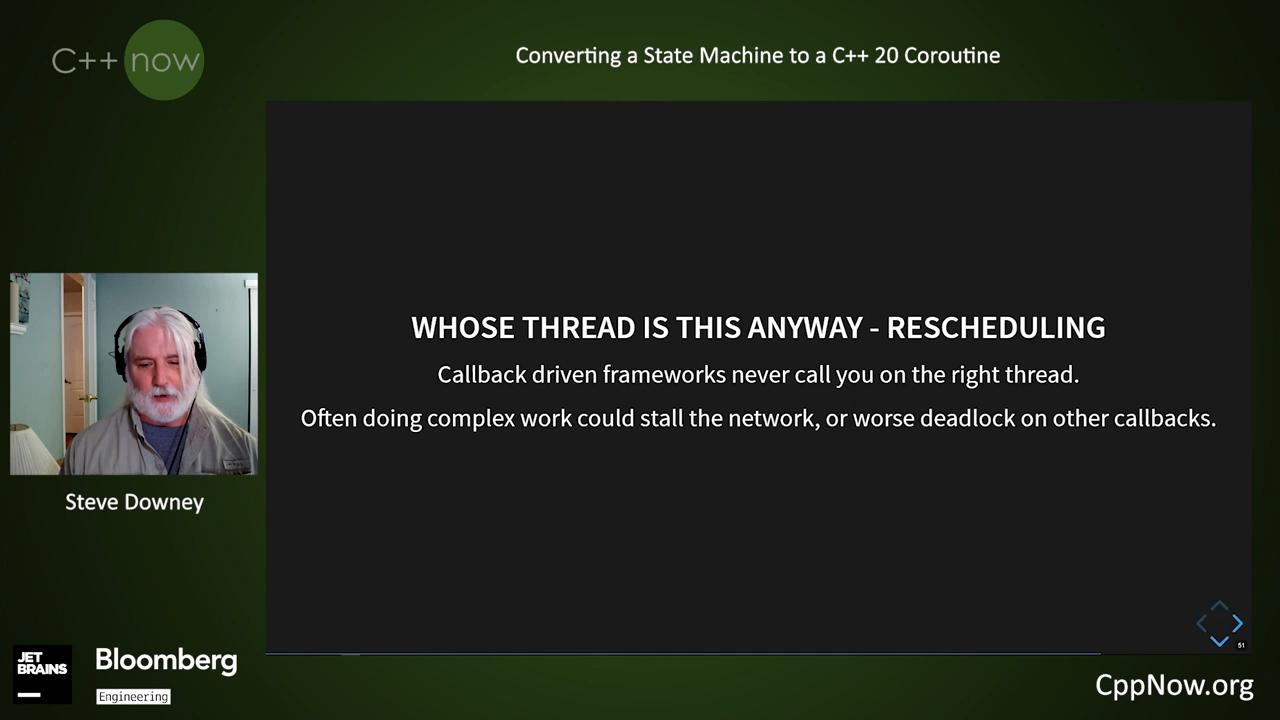 C++ now
Converting a State Machine to a C++ 20 Coroutine
WHOSE THREAD IS THIS ANYWAY - RESCHEDULING
Callback driven frameworks never call you on the right thread.
Often doing complex work could stall the network, or worse deadlock on other callbacks.
Steve Downey
51
JET
BRAINS
Bloomberg
Engineering
CppNow.org